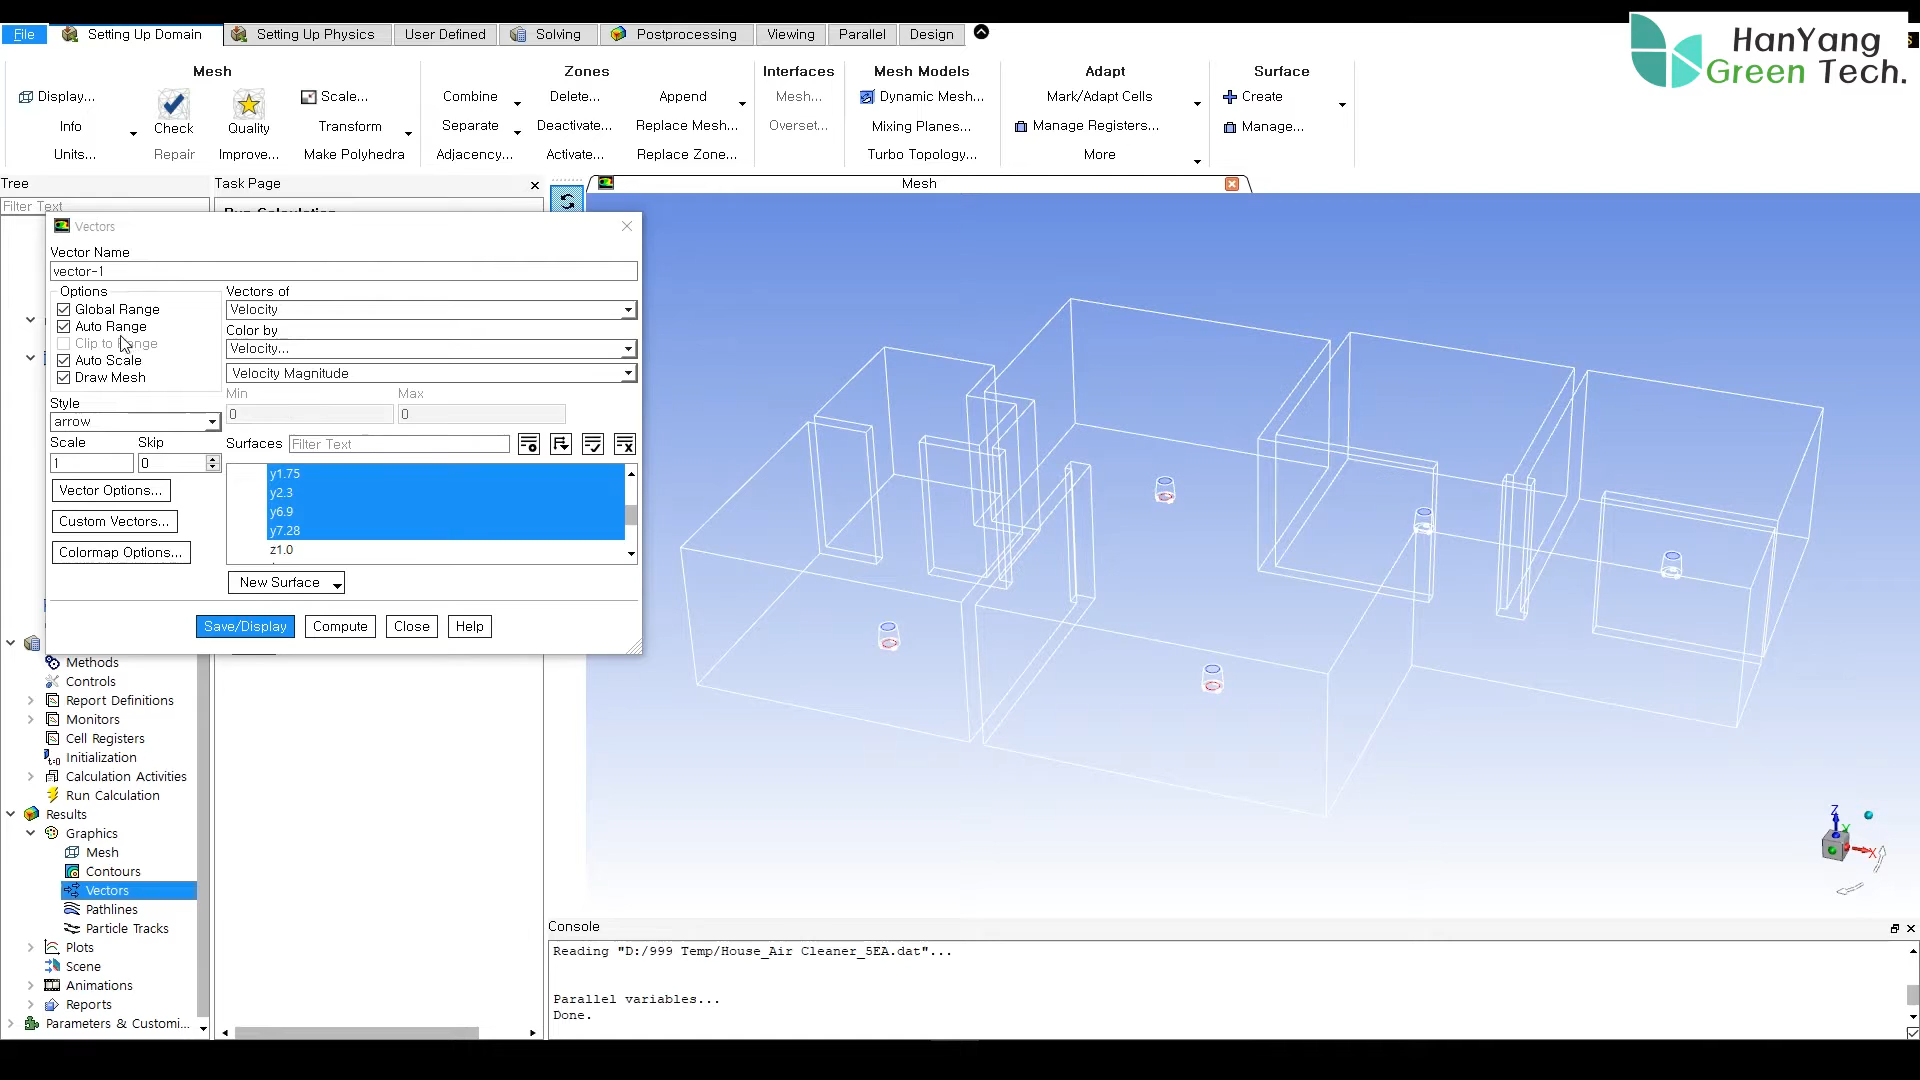 File
Setting Up Domain
Setting Up Physics
User Defined
Solving
Postprocessing
Viewing
Parallel
Design
HanYang
Green Tech.
Mesh
Zones
Interfaces
Mesh Models
Adapt
Surface
Display...
Scale...
Combine
Delete...
Append
Mesh...
Dynamic Mesh...
Mark/Adapt Cells
Create
Info
Check
Quality
Transform
Separate
Deactivate...
Replace Mesh...
Overset...
Mixing Planes...
Manage Registers...
Manage...
Units...
Repair
Improve...
Make Polyhedra
Adjacency...
Activate...
Replace Zone...
Turbo Topology...
More
Tree
Task Page
Mesh
Filter Text
Vectors
Vector Name
vector-1
Options
Global Range
Auto Range
Clip to Range
Auto Scale
Draw Mesh
Vectors of
Velocity
Color by
Velocity...
Velocity Magnitude
Min
Max
0
0
Style
arrow
Scale
Skip
1
0
Surfaces
Filter Text
Vector Options...
Custom Vectors...
Colormap Options...
y1.75
y2.3
y6.9
y7.28
z1.0
New Surface
Save/Display
Compute
Close
Help
Methods
Controls
Report Definitions
Monitors
Cell Registers
Initialization
Calculation Activities
Run Calculation
Results
Graphics
Mesh
Contours
Vectors
Pathlines
Particle Tracks
Plots
Scene
Animations
Reports
Parameters & Customi...
Z
Y
X
Console
Reading "D:/999 Temp/House_Air Cleaner_5EA.dat"...
Parallel variables...
Done.